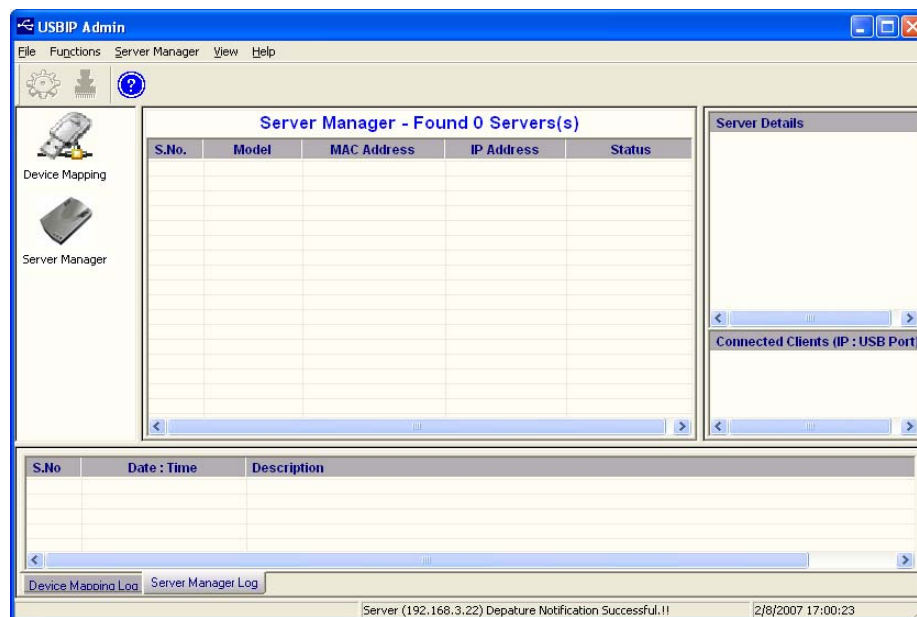 USBIP Admin
File Functions Server Manager View Help
Device Mapping
Server Manager
Server Manager - Found 0 Servers(s)
S.No. Model MAC Address IP Address Status
Server Details
Connected Clients (IP : USB Port)
S.No Date : Time Description
Device Mapping Log Server Manager Log
Server (192.168.3.22) Depature Notification Successful.!! 2/8/2007 17:00:23